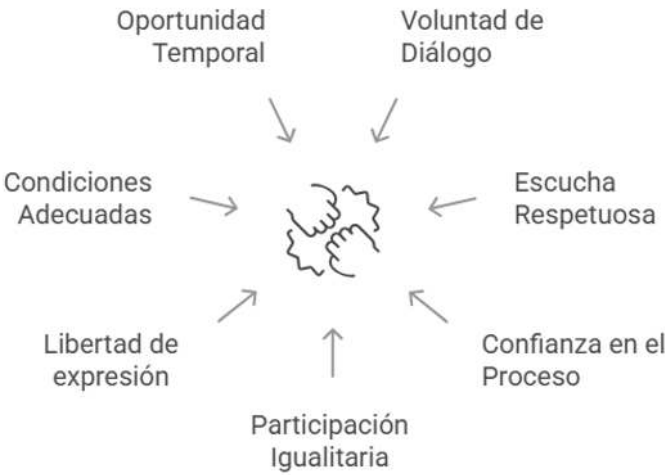 Oportunidad
Temporal
Voluntad de
Diálogo
Condiciones
Adecuadas
Escucha
Respetuosa
Libertad de
expresión
Confianza en el
Proceso
Participación
Igualitaria